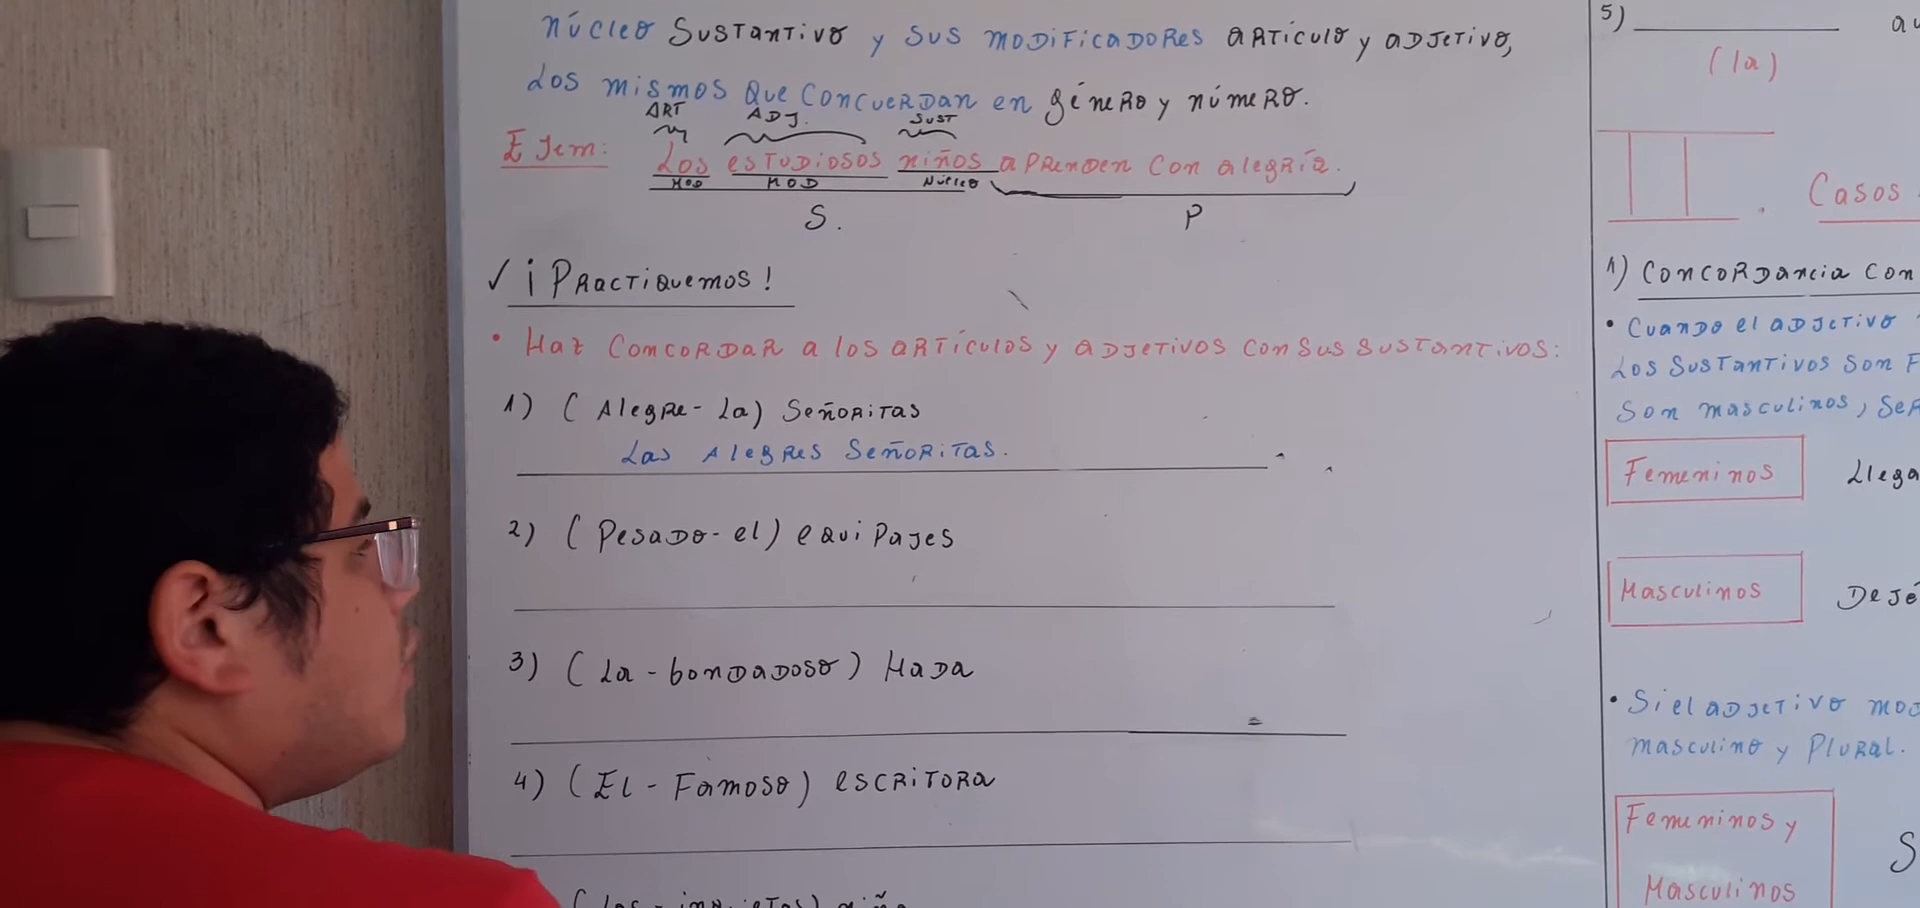 núcleo sustantivo y sus modificadores artículo y adjetivo,
Los mismos que concuerdan en género y número.
ART ADJ. SUST
Ejem: Los estudiosos niños aprenden con alegría.
MOD MOD Núcleo
S. P
✓ ¡Practiquemos!
• Haz concordar a los artículos y adjetivos con sus sustantivos:
1) (Alegre - La) Señoritas
Las Alegres Señoritas.
2) (Pesado - el) equipajes
3) (La - bondadoso) Hada
4) (El - Famoso) escritora
5)
(la)
II. Casos
1) Concordancia con
• Cuando el adjetivo
Los sustantivos son F
Son masculinos, ser
Femeninos Llega
Masculinos Dejé
• Si el adjetivo mod
masculino y plural.
Femeninos y
Masculinos